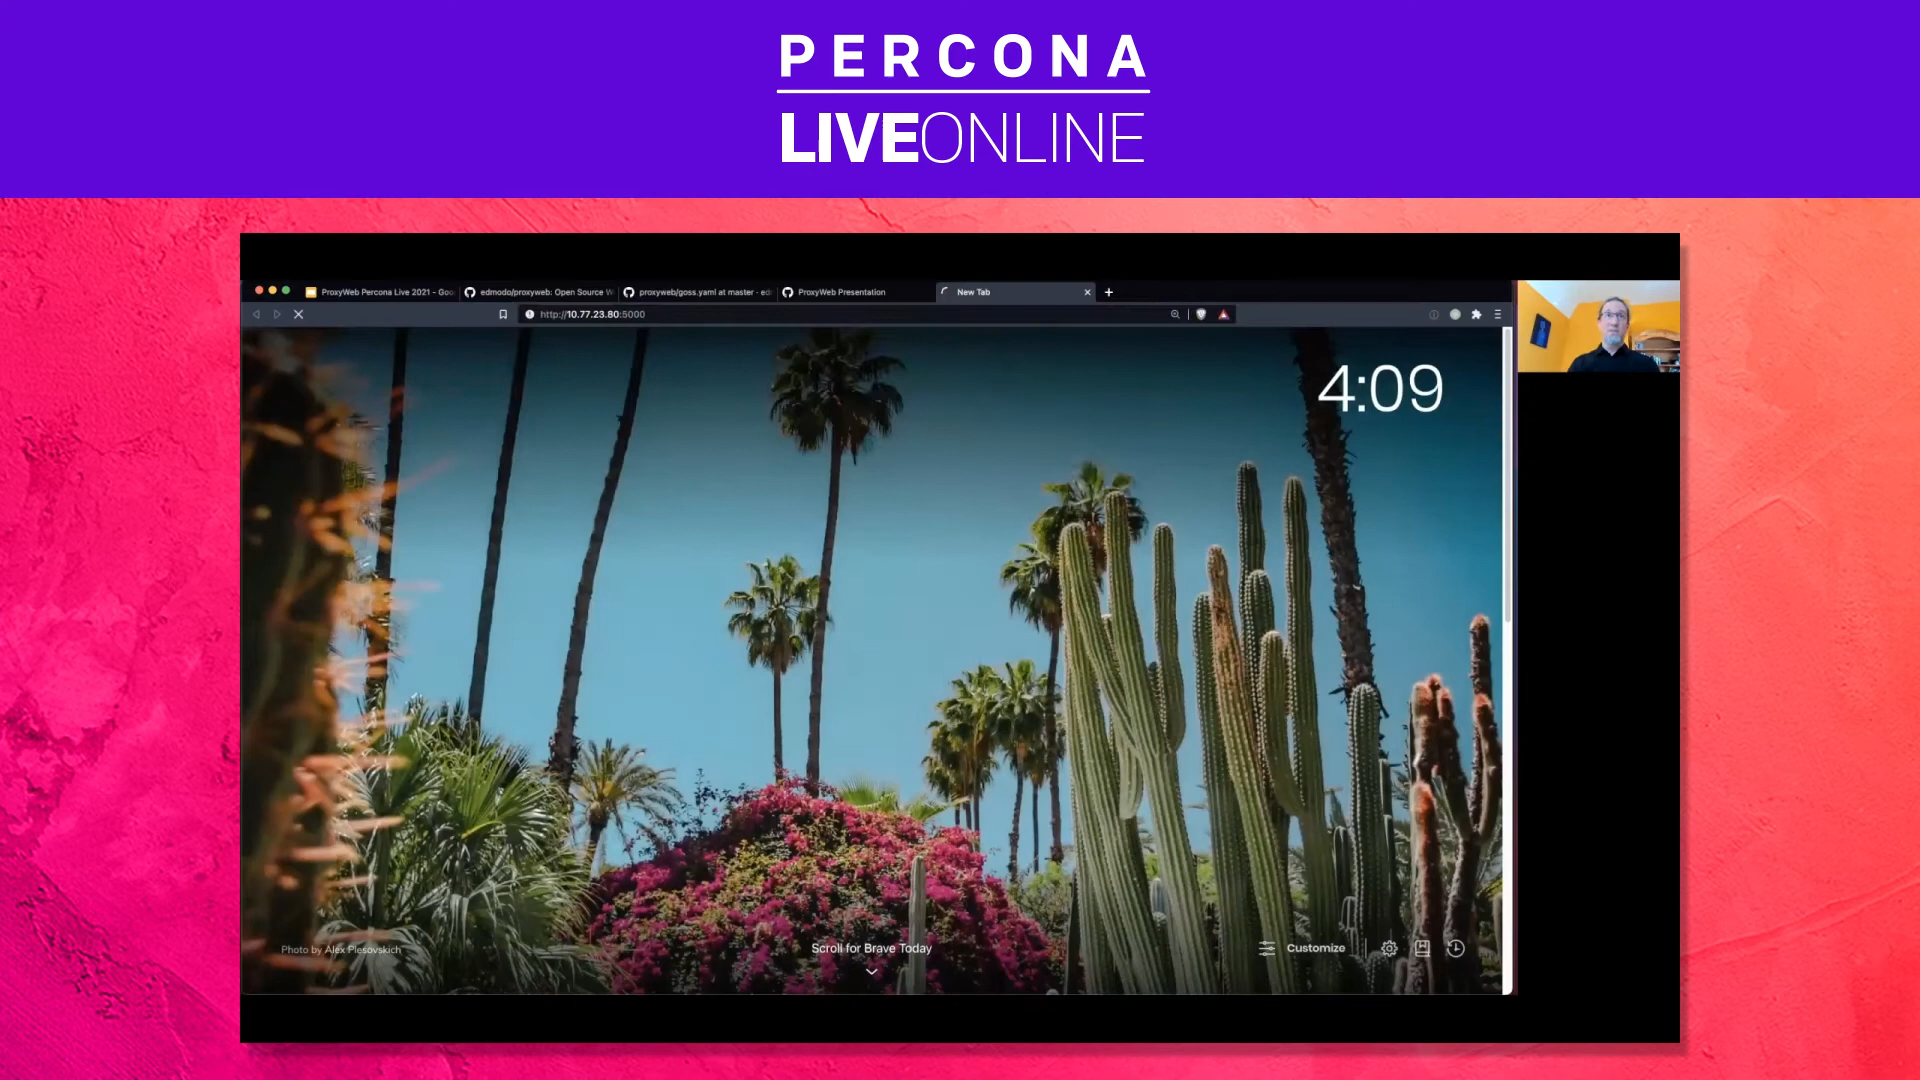 PERCONA
LIVEONLINE
ProxyWeb Percona Live 2021 - Goo
edmodo/proxyweb: Open Source W
proxyweb/goss.yaml at master · ed
ProxyWeb Presentation
New Tab
http://10.77.23.80:5000
4:09
Photo by Alex Plesovskich
Scroll for Brave Today
Customize